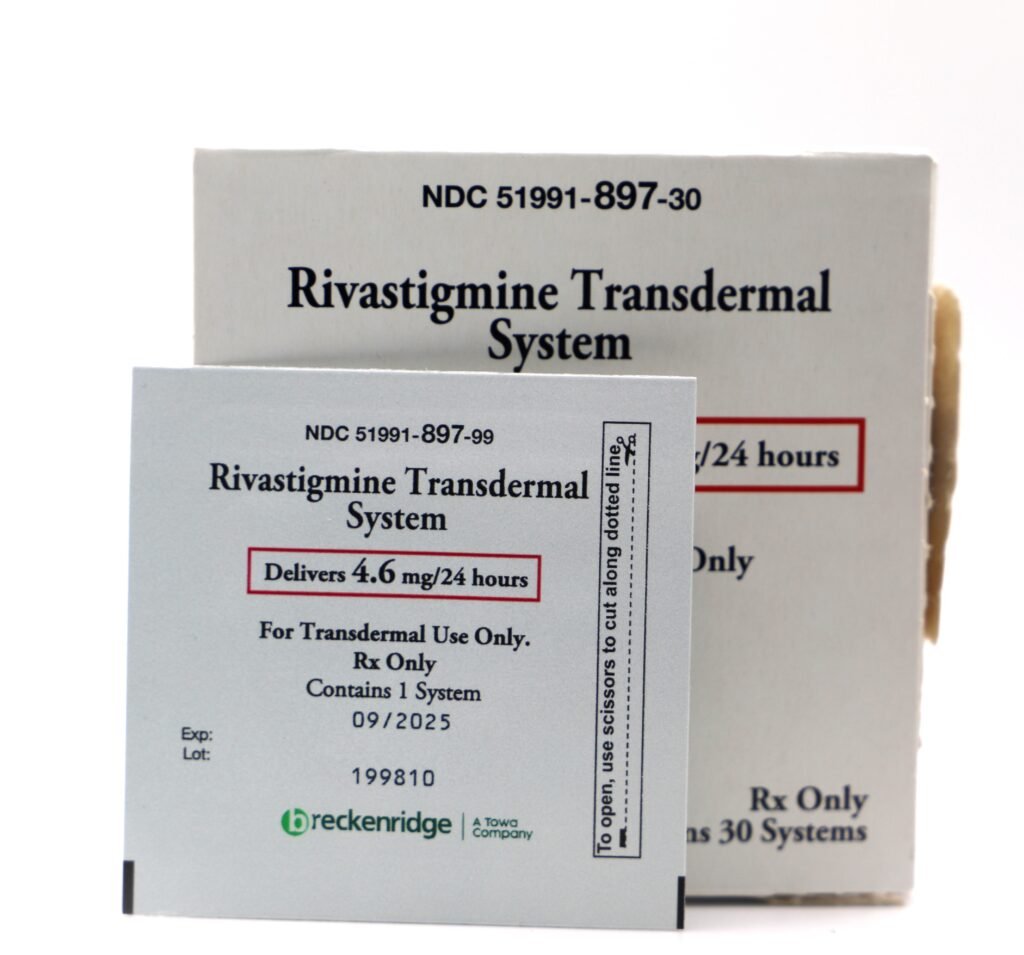 NDC 51991-897-30
Rivastigmine Transdermal
System
/24 hours
Only
Rx Only
30 Systems
NDC 51991-897-99
Rivastigmine Transdermal
System
Delivers 4.6 mg/24 hours
For Transdermal Use Only.
Rx Only
Contains 1 System
09/2025
Exp:
Lot:
199810
breckenridge | A Towa
Company
To open, use scissors to cut along dotted line